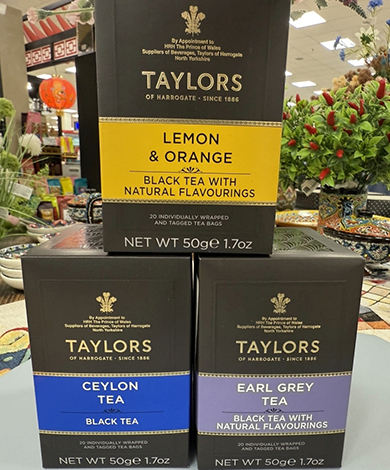 By Appointment to
HRH The Prince of Wales
Suppliers of Beverages, Taylors of Harrogate
North Yorkshire
TAYLORS
OF HARROGATE · SINCE 1886
LEMON
& ORANGE
BLACK TEA WITH
NATURAL FLAVOURINGS
20 INDIVIDUALLY WRAPPED
AND TAGGED TEA BAGS
NET WT 50g℮ 1.7oz
By Appointment to
HRH The Prince of Wales
Suppliers of Beverages, Taylors of Harrogate
North Yorkshire
TAYLORS
OF HARROGATE · SINCE 1886
CEYLON
TEA
BLACK TEA
20 INDIVIDUALLY WRAPPED
AND TAGGED TEA BAGS
NET WT 50g℮ 1.7oz
By Appointment to
HRH The Prince of Wales
Suppliers of Beverages, Taylors of Harrogate
North Yorkshire
TAYLORS
OF HARROGATE · SINCE 1886
EARL GREY
TEA
BLACK TEA WITH
NATURAL FLAVOURINGS
20 INDIVIDUALLY WRAPPED
AND TAGGED TEA BAGS
NET WT 50g℮ 1.7oz